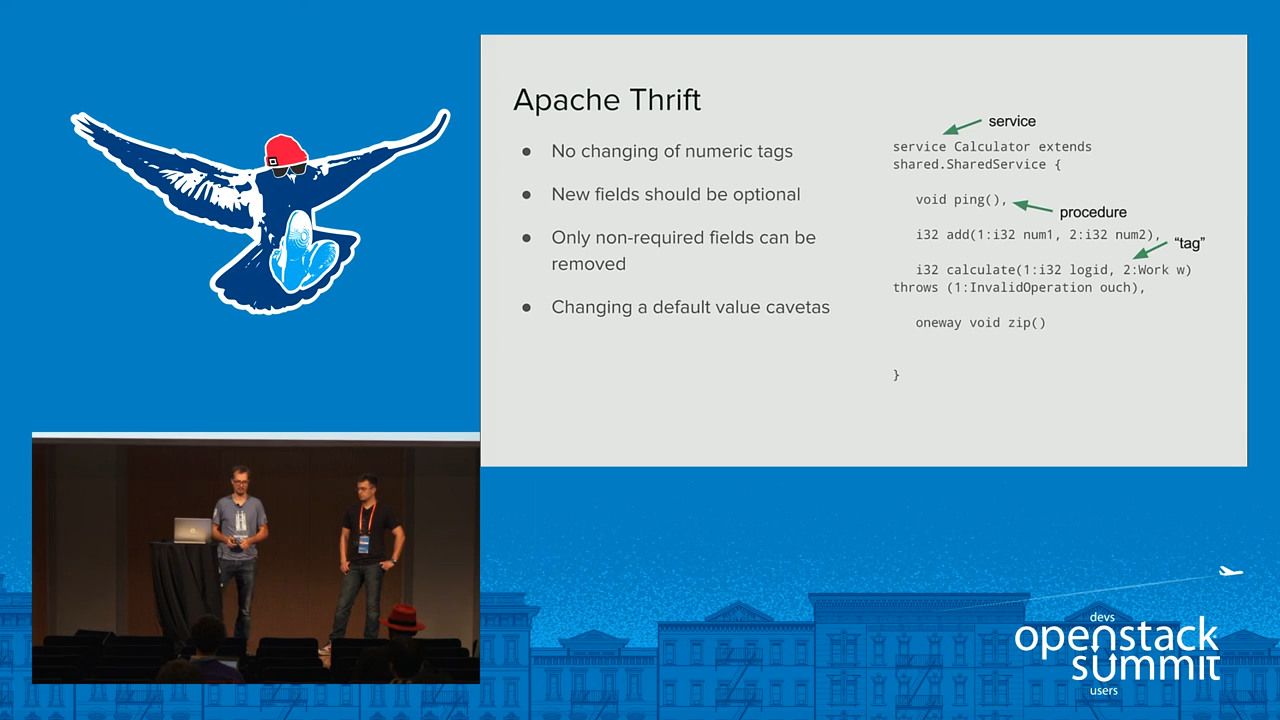 Apache Thrift
● No changing of numeric tags
● New fields should be optional
● Only non-required fields can be
removed
● Changing a default value cavetas
service
service Calculator extends
shared.SharedService {
void ping(),
procedure
i32 add(1:i32 num1, 2:i32 num2),
“tag”
i32 calculate(1:i32 logid, 2:Work w)
throws (1:InvalidOperation ouch),
oneway void zip()
}
devs
openstack
summit
users